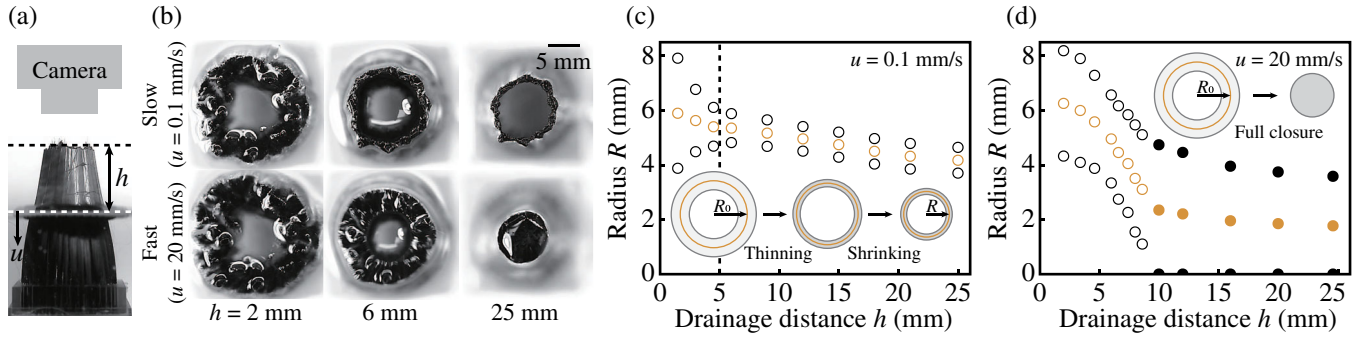 (a)
Camera
h
u
(b)
Slow
(u = 0.1 mm/s)
Fast
(u = 20 mm/s)
5 mm
h = 2 mm
6 mm
25 mm
(c)
u = 0.1 mm/s
Radius R (mm)
8
6
4
2
0
R₀
R
Thinning
Shrinking
0 5 10 15 20 25
Drainage distance h (mm)
(d)
u = 20 mm/s
R₀
Full closure
Radius R (mm)
8
6
4
2
0
0 5 10 15 20 25
Drainage distance h (mm)